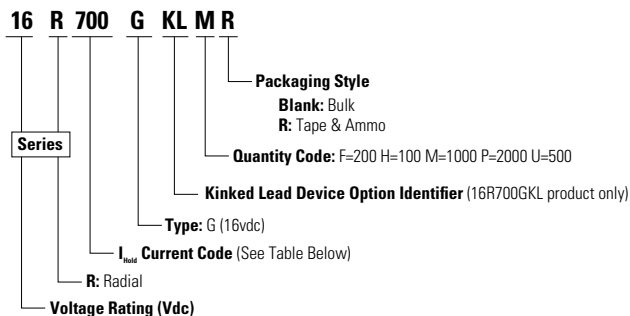 16 R 700 G KL M R
Packaging Style
Blank: Bulk
R: Tape & Ammo
Series
Quantity Code: F=200 H=100 M=1000 P=2000 U=500
Kinked Lead Device Option Identifier (16R700GKL product only)
Type: G (16vdc)
IHold Current Code (See Table Below)
R: Radial
Voltage Rating (Vdc)